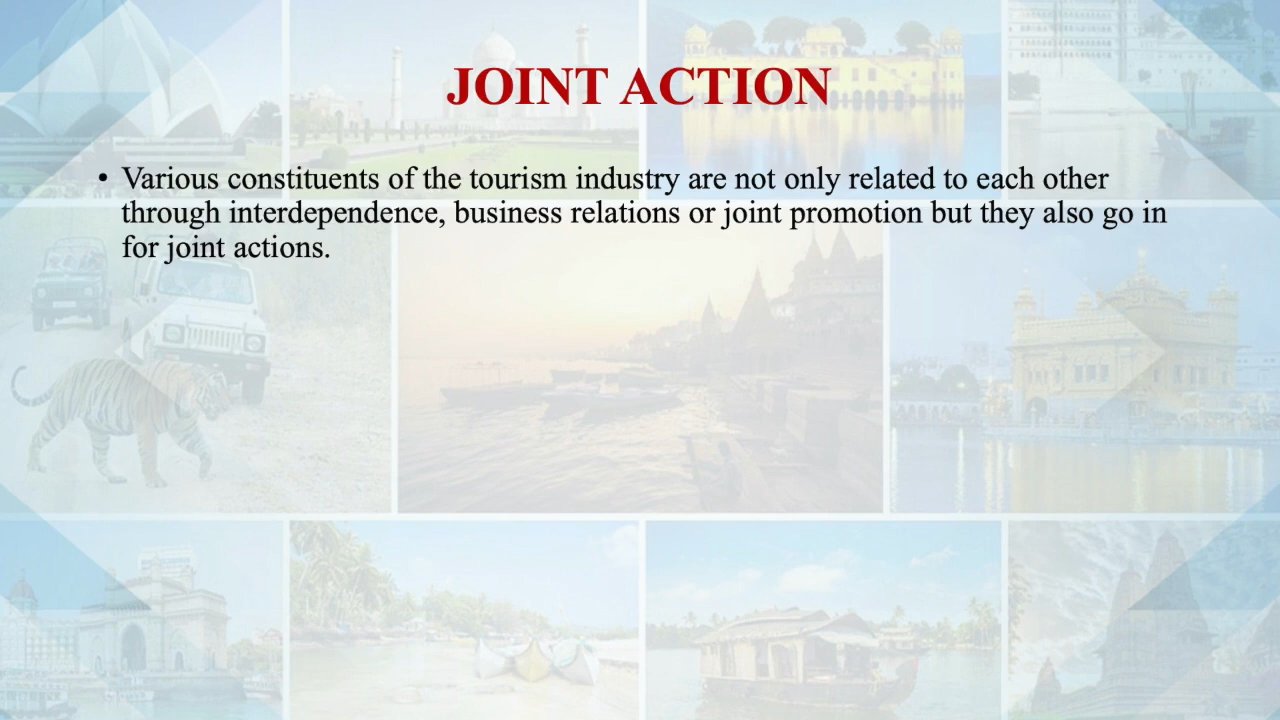 JOINT ACTION
• Various constituents of the tourism industry are not only related to each other
through interdependence, business relations or joint promotion but they also go in
for joint actions.